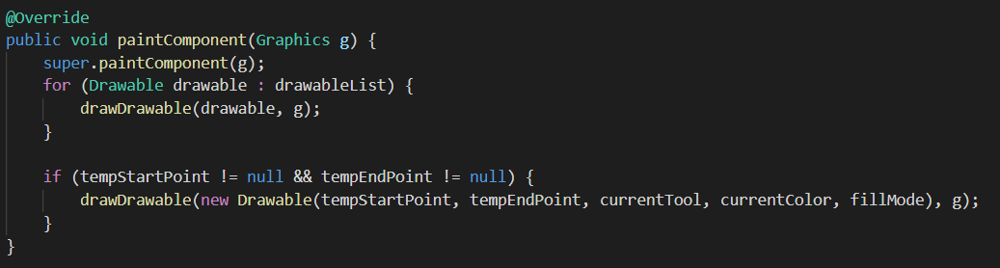 @Override
public void paintComponent(Graphics g) {
    super.paintComponent(g);
    for (Drawable drawable : drawableList) {
        drawDrawable(drawable, g);
    }

    if (tempStartPoint != null && tempEndPoint != null) {
        drawDrawable(new Drawable(tempStartPoint, tempEndPoint, currentTool, currentColor, fillMode), g);
    }
}